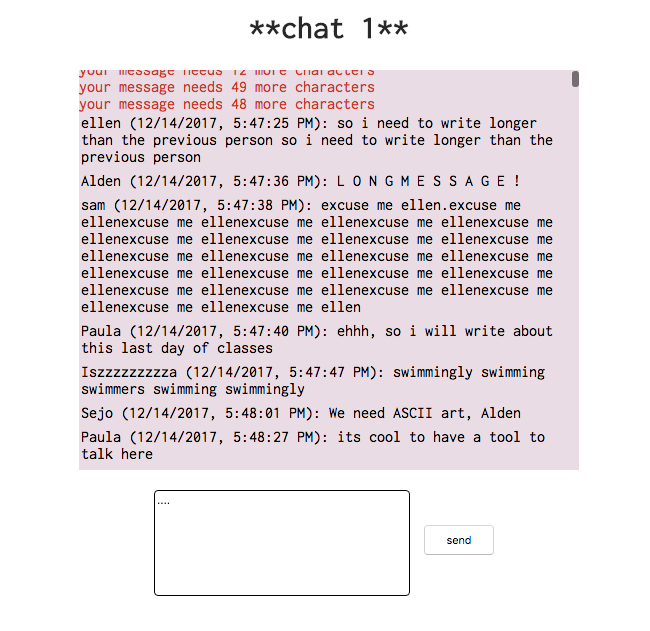 **chat 1**
your message needs 12 more characters
your message needs 49 more characters
your message needs 48 more characters
ellen (12/14/2017, 5:47:25 PM): so i need to write longer
than the previous person so i need to write longer than the
previous person
Alden (12/14/2017, 5:47:36 PM): L O N G M E S S A G E !
sam (12/14/2017, 5:47:38 PM): excuse me ellen.excuse me
ellenexcuse me ellenexcuse me ellenexcuse me ellenexcuse me
ellenexcuse me ellenexcuse me ellenexcuse me ellenexcuse me
ellenexcuse me ellenexcuse me ellenexcuse me ellenexcuse me
ellenexcuse me ellenexcuse me ellenexcuse me ellenexcuse me
ellenexcuse me ellenexcuse me ellenexcuse me ellenexcuse me
ellenexcuse me ellenexcuse me ellen
Paula (12/14/2017, 5:47:40 PM): ehhh, so i will write about
this last day of classes
Iszzzzzzzzza (12/14/2017, 5:47:47 PM): swimmingly swimming
swimmers swimming swimmingly
Sejo (12/14/2017, 5:48:01 PM): We need ASCII art, Alden
Paula (12/14/2017, 5:48:27 PM): its cool to have a tool to
talk here
....
send